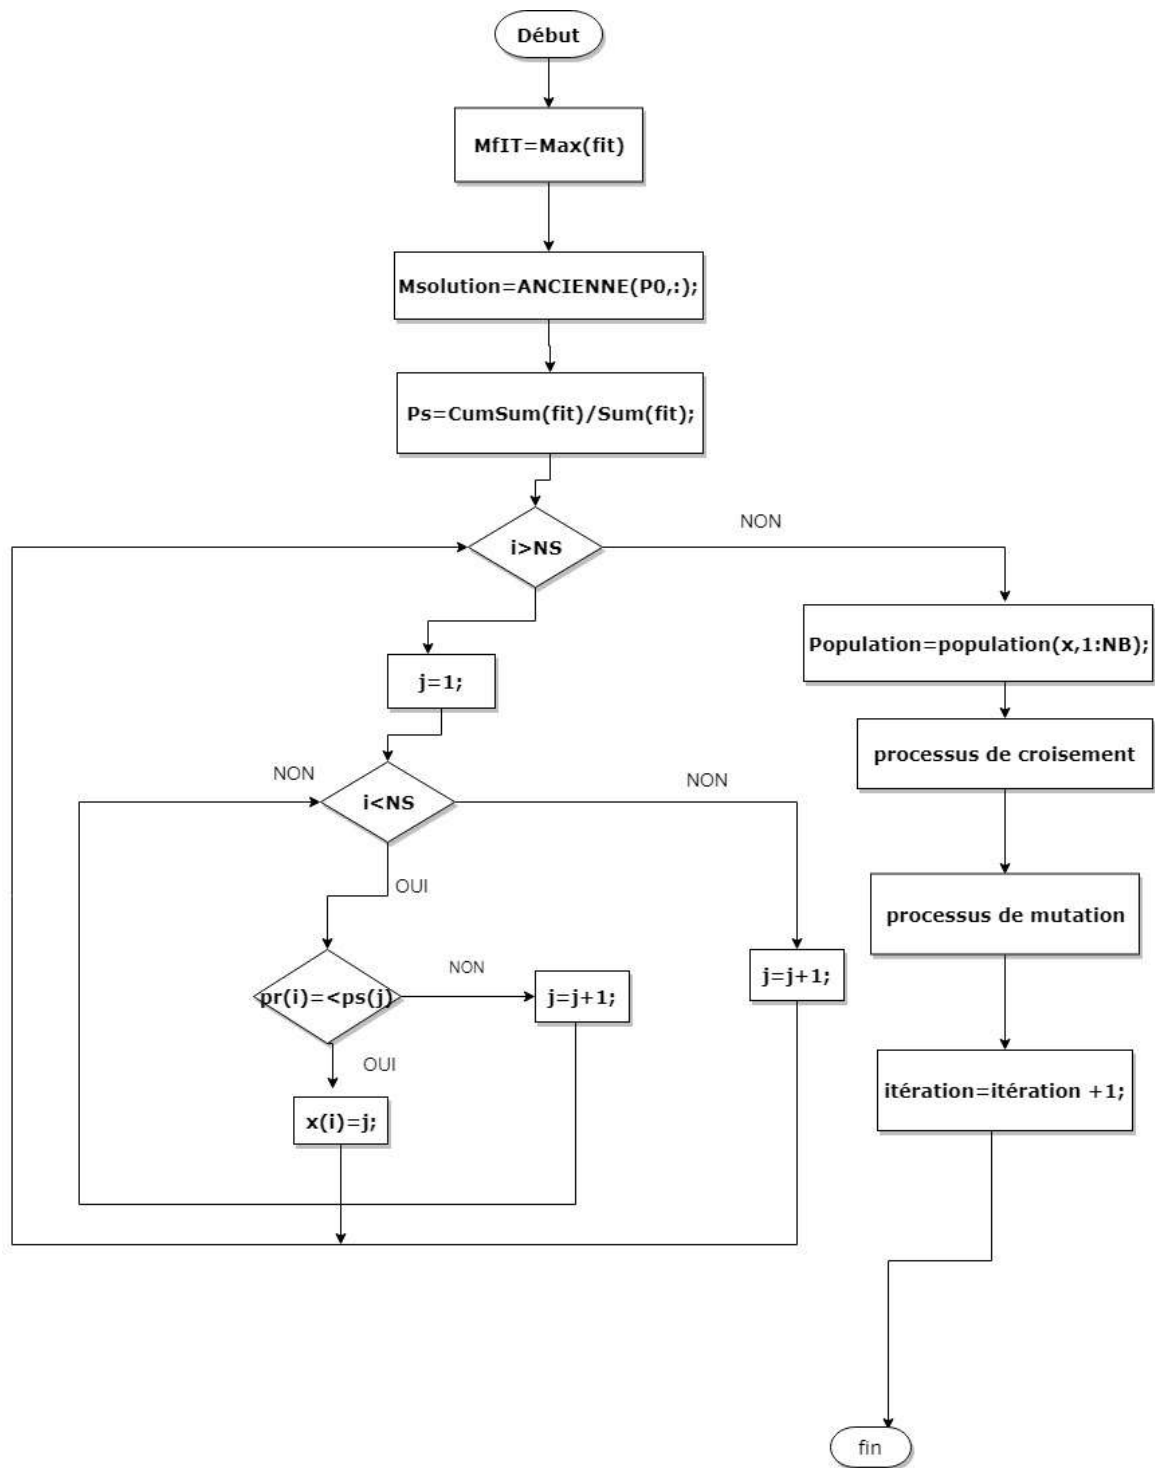 Début
MfIT=Max(fit)
Msolution=ANCIENNE(P0,:);
Ps=CumSum(fit)/Sum(fit);
i>NS
NON
Population=population(x,1:NB);
j=1;
processus de croisement
NON
i<NS
NON
OUI
processus de mutation
pr(i)=<ps(j)
NON
j=j+1;
j=j+1;
OUI
x(i)=j;
itération=itération +1;
fin